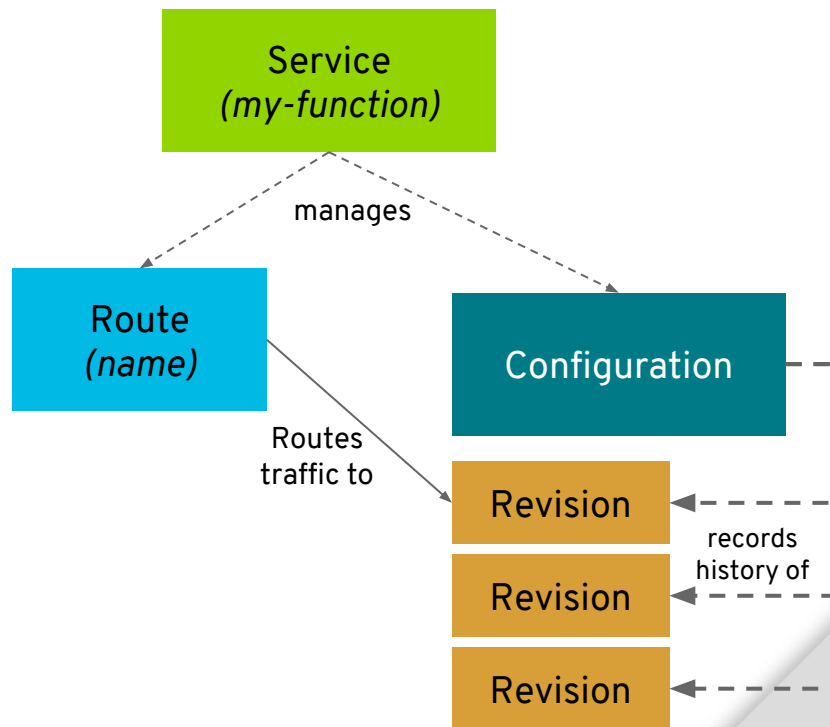 Service
(my-function)
manages
Route
(name)
Configuration
Routes
traffic to
Revision
records
history of
Revision
Revision